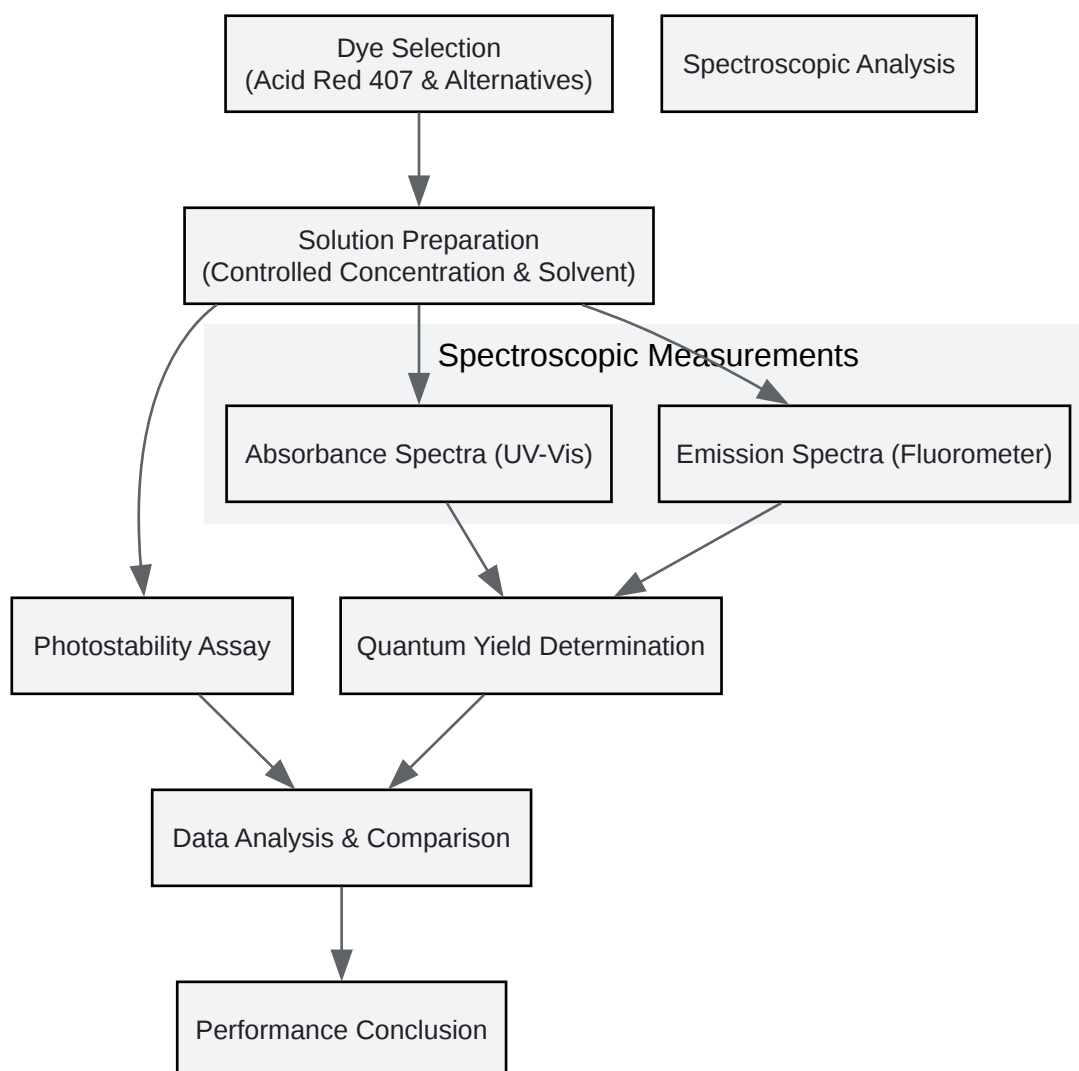 Dye Selection
(Acid Red 407 & Alternatives)
Spectroscopic Analysis
Solution Preparation
(Controlled Concentration & Solvent)
Spectroscopic Measurements
Absorbance Spectra (UV-Vis)
Emission Spectra (Fluorometer)
Photostability Assay
Quantum Yield Determination
Data Analysis & Comparison
Performance Conclusion